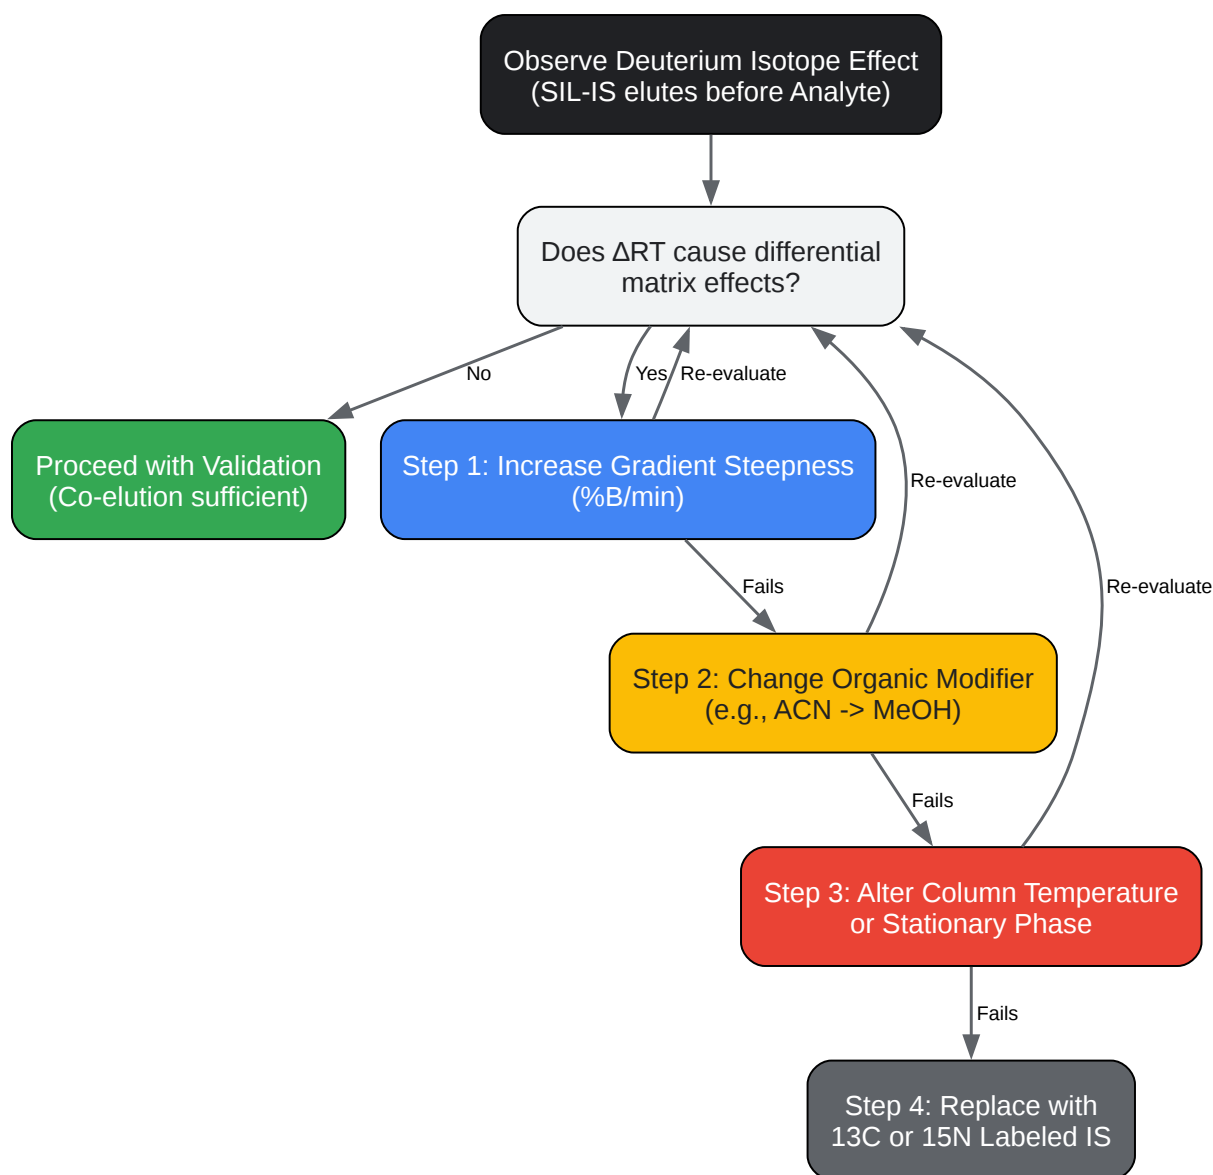 Observe Deuterium Isotope Effect
(SIL-IS elutes before Analyte)
Does ΔRT cause differential
matrix effects?
No
Yes
Re-evaluate
Proceed with Validation
(Co-elution sufficient)
Step 1: Increase Gradient Steepness
(%B/min)
Re-evaluate
Fails
Re-evaluate
Step 2: Change Organic Modifier
(e.g., ACN -> MeOH)
Fails
Step 3: Alter Column Temperature
or Stationary Phase
Fails
Step 4: Replace with
13C or 15N Labeled IS